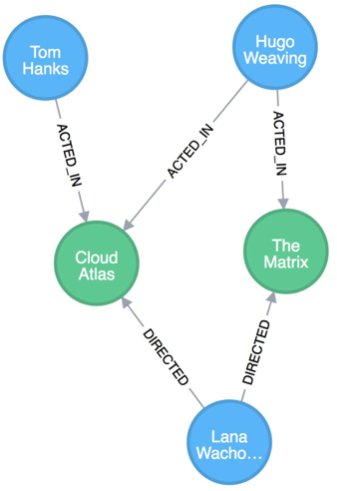 Tom
Hanks
Hugo
Weaving
ACTED_IN
ACTED_IN
ACTED_IN
Cloud
Atlas
The
Matrix
DIRECTED
DIRECTED
Lana
Wacho…